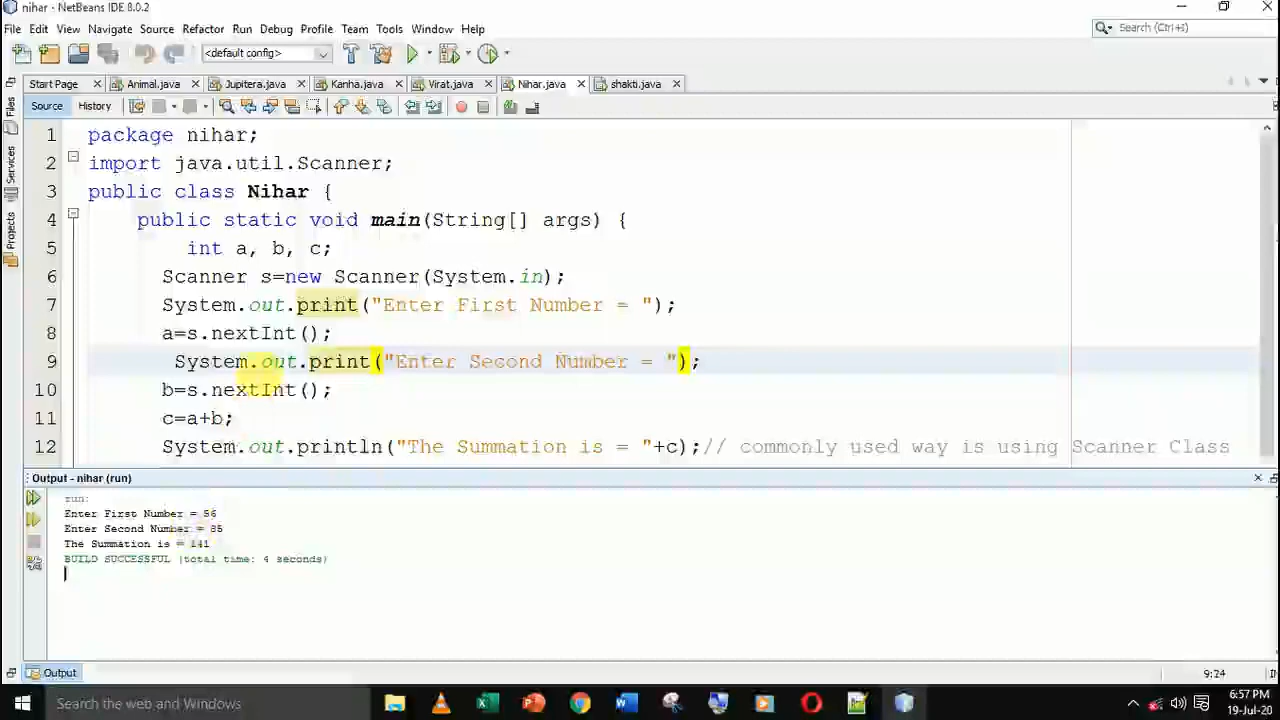 nihar - NetBeans IDE 8.0.2
File Edit View Navigate Source Refactor Run Debug Profile Team Tools Window Help
Search (Ctrl+I)
<default config>
Start Page Animal.java Jupitera.java Kanha.java Virat.java Nihar.java shakti.java
Source History
Files
Services
Projects
1 package nihar;
2 import java.util.Scanner;
3 public class Nihar {
4 public static void main(String[] args) {
5 int a, b, c;
6 Scanner s=new Scanner(System.in);
7 System.out.print("Enter First Number = ");
8 a=s.nextInt();
9 System.out.print("Enter Second Number = ");
10 b=s.nextInt();
11 c=a+b;
12 System.out.println("The Summation is = "+c);// commonly used way is using Scanner Class
Output - nihar (run)
run:
Enter First Number = 56
Enter Second Number = 85
The Summation is = 141
BUILD SUCCESSFUL (total time: 4 seconds)
Output
9:24
Search the web and Windows
6:57 PM
19-Jul-20